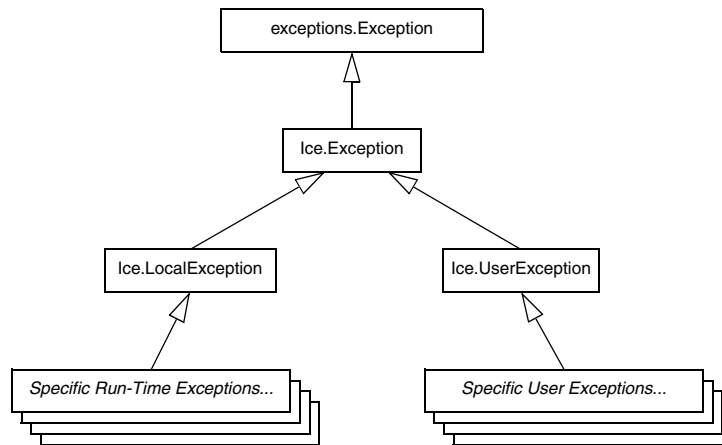 exceptions.Exception
Ice.Exception
Ice.LocalException
Ice.UserException
Specific Run-Time Exceptions...
Specific User Exceptions...